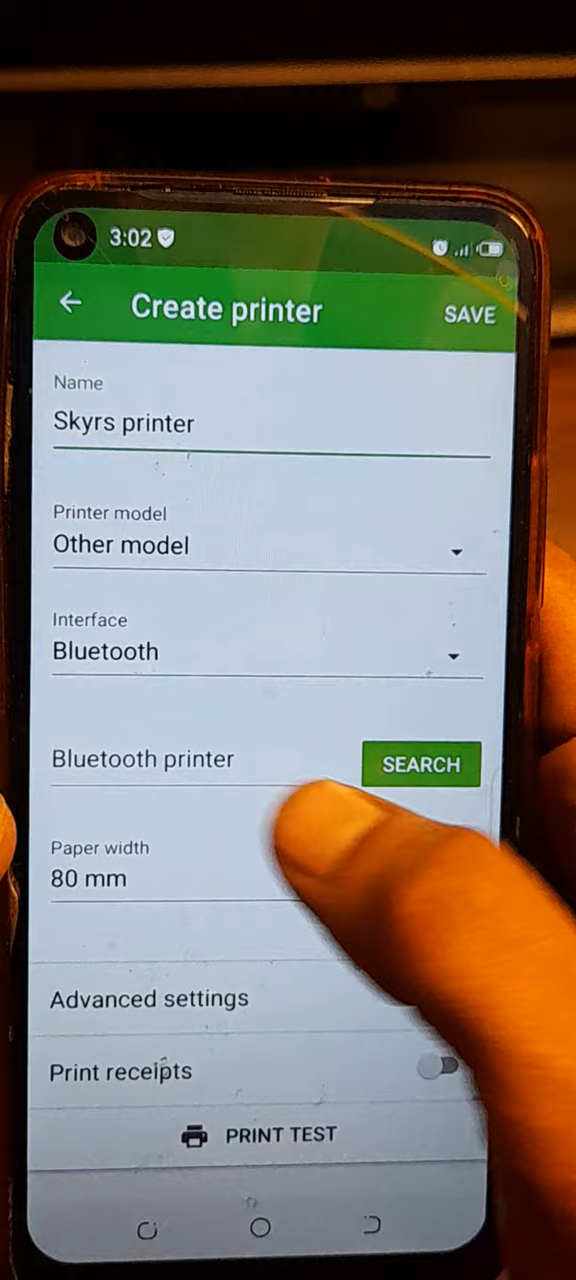 3:02
Create printer SAVE
Name
Skyrs printer
Printer model
Other model
Interface
Bluetooth
Bluetooth printer SEARCH
Paper width
80 mm
Advanced settings
Print receipts
PRINT TEST